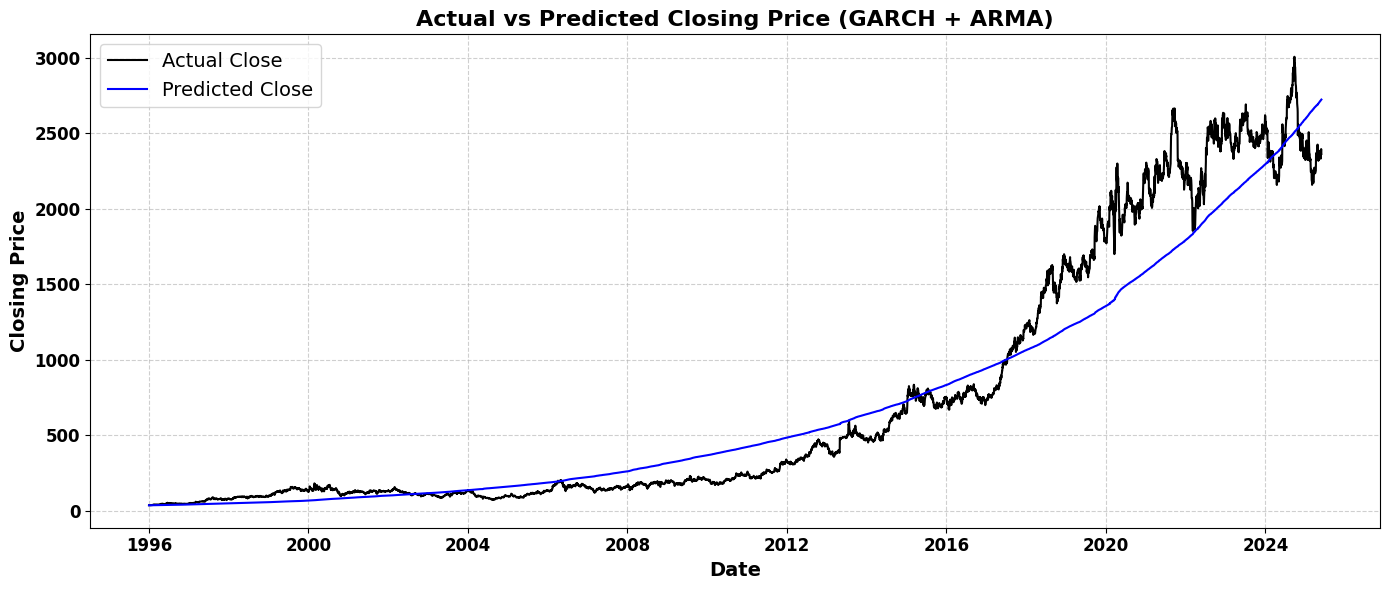 Actual vs Predicted Closing Price (GARCH + ARMA)
Actual Close
Predicted Close
Closing Price
3000
2500
2000
1500
1000
500
0
1996 2000 2004 2008 2012 2016 2020 2024
Date